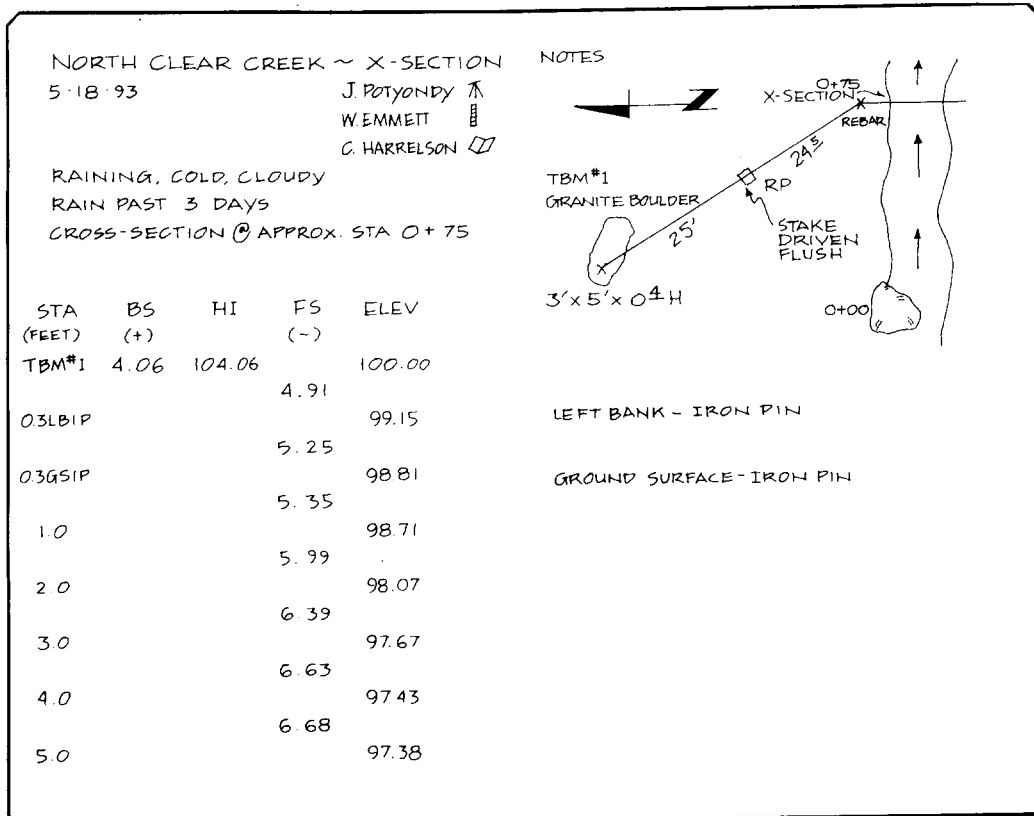 NORTH CLEAR CREEK ~ X-SECTION
5·18·93
J. POTYONDY
W. EMMETT
C. HARRELSON
RAINING, COLD, CLOUDY
RAIN PAST 3 DAYS
CROSS-SECTION @ APPROX. STA 0+75
STA BS HI FS ELEV
(FEET) (+) (-)
TBM#1 4.06 104.06 100.00
4.91
0.3LBIP 99.15
5.25
0.3GSIP 98.81
5.35
1.0 98.71
5.99
2.0 98.07
6.39
3.0 97.67
6.63
4.0 97.43
6.68
5.0 97.38
NOTES
Z
0+75
X-SECTION
REBAR
24.5
RP
TBM#1
GRANITE BOULDER
25'
STAKE
DRIVEN
FLUSH
3'x5'x0.4H
0+00
LEFT BANK - IRON PIN
GROUND SURFACE - IRON PIN